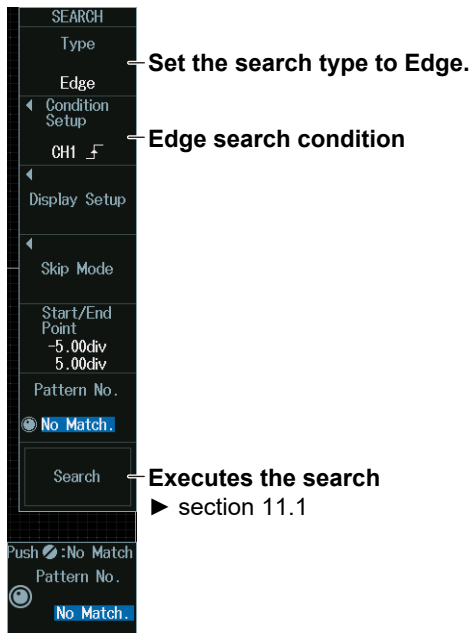 SEARCH
Type
Edge
Set the search type to Edge.
Condition
Setup
CH1
Edge search condition
Display Setup
Skip Mode
Start/End
Point
-5.00div
5.00div
Pattern No.
No Match.
Search
Executes the search
► section 11.1
Push :No Match
Pattern No.
No Match.